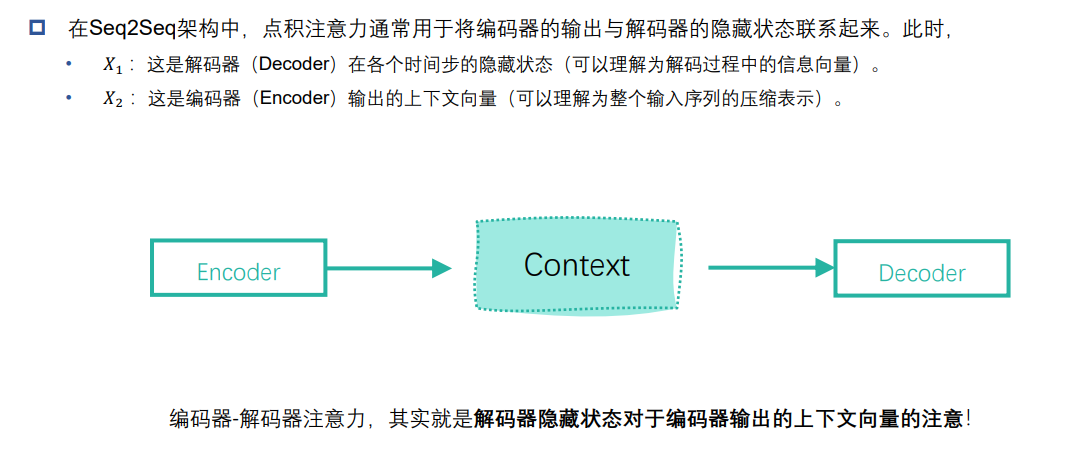 在Seq2Seq架构中，点积注意力通常用于将编码器的输出与解码器的隐藏状态联系起来。此时，
• X₁ ：这是解码器（Decoder）在各个时间步的隐藏状态（可以理解为解码过程中的信息向量）。
• X₂ ：这是编码器（Encoder）输出的上下文向量（可以理解为整个输入序列的压缩表示）。
Encoder
Context
Decoder
编码器-解码器注意力，其实就是解码器隐藏状态对于编码器输出的上下文向量的注意！